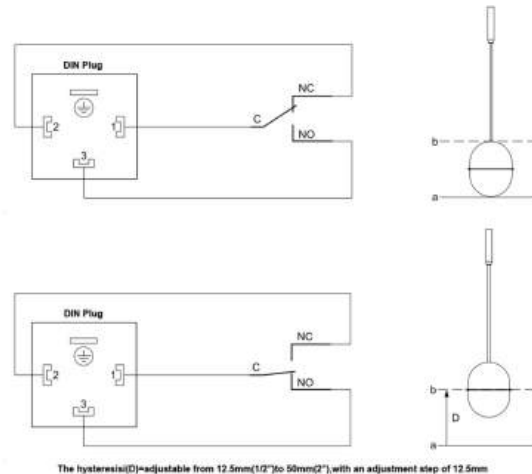 DIN Plug
NC
C
2
1
NO
3
b
a
DIN Plug
NC
C
2
1
NO
3
b
D
a
The hysteresisi(D)=adjustable from 12.5mm(1/2")to 50mm(2"),with an adjustment step of 12.5mm